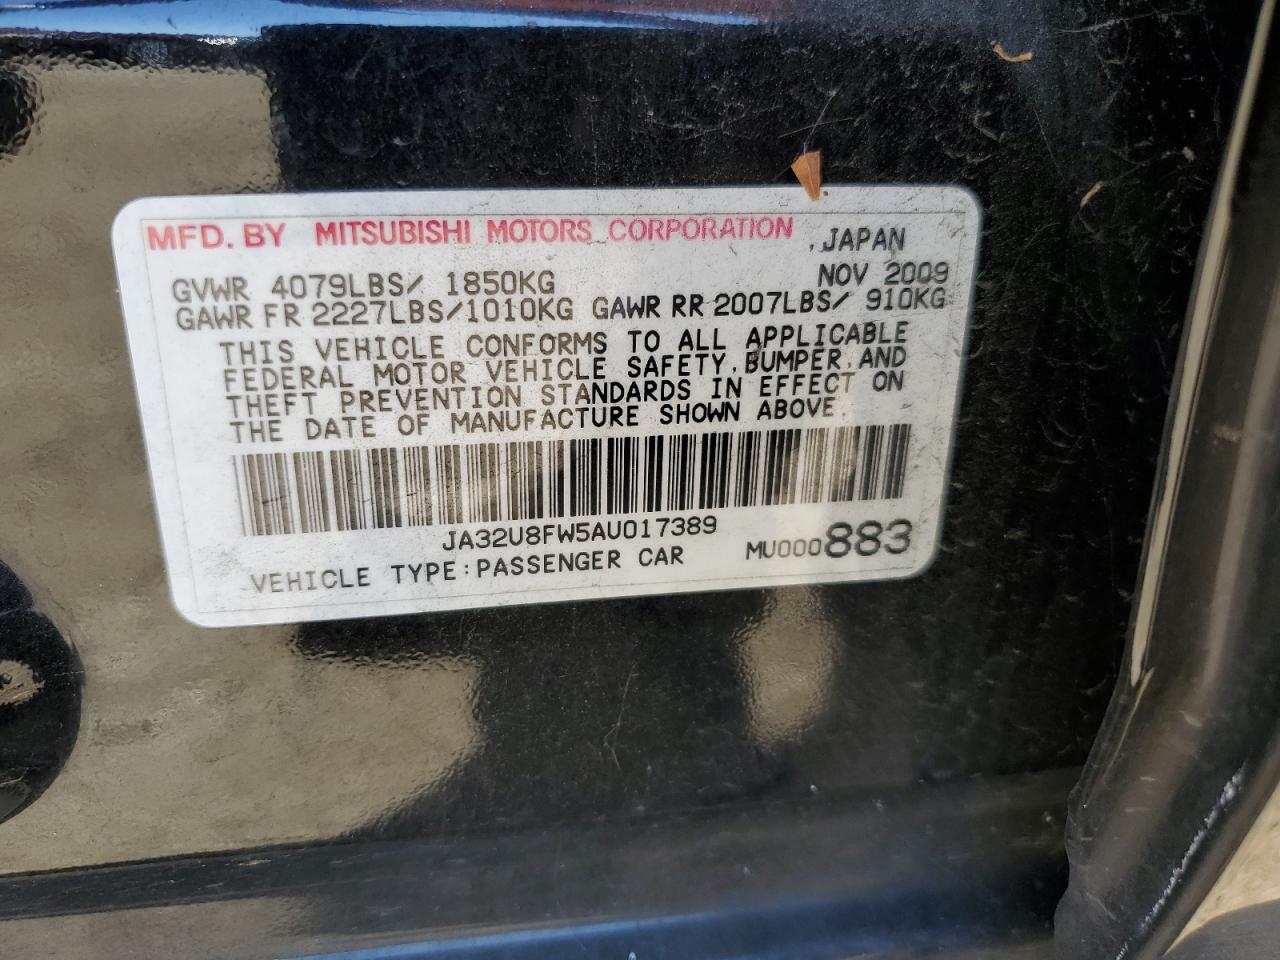 MFD. BY MITSUBISHI MOTORS CORPORATION , JAPAN
GVWR 4079LBS/ 1850KG NOV 2009
GAWR FR 2227LBS/1010KG GAWR RR 2007LBS/ 910KG
THIS VEHICLE CONFORMS TO ALL APPLICABLE
FEDERAL MOTOR VEHICLE SAFETY, BUMPER, AND
THEFT PREVENTION STANDARDS IN EFFECT ON
THE DATE OF MANUFACTURE SHOWN ABOVE.
JA32U8FW5AU017389
VEHICLE TYPE:PASSENGER CAR MU000883